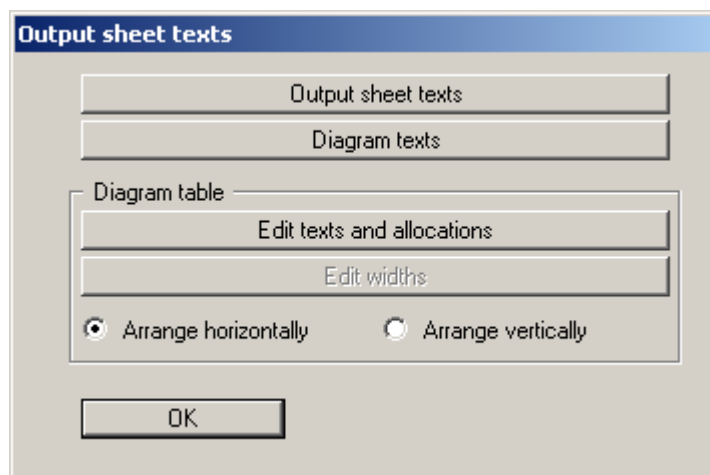 Output sheet texts
Output sheet texts
Diagram texts
Diagram table
Edit texts and allocations
Edit widths
Arrange horizontally Arrange vertically
OK